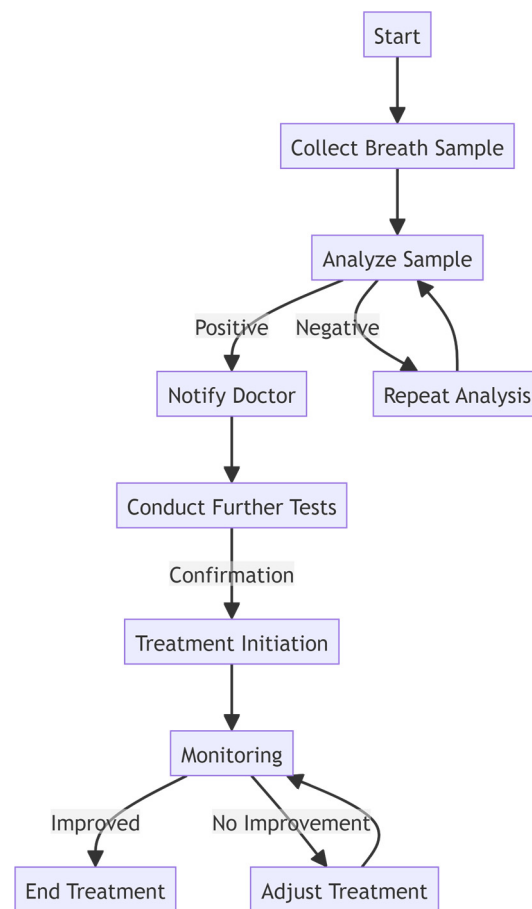 Start
Collect Breath Sample
Analyze Sample
Positive
Negative
Notify Doctor
Repeat Analysis
Conduct Further Tests
Confirmation
Treatment Initiation
Monitoring
Improved
No Improvement
End Treatment
Adjust Treatment